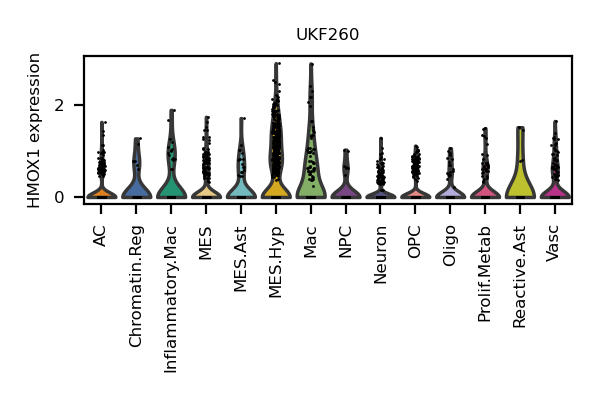 UKF260
HMOX1 expression
2
0
AC
Chromatin.Reg
Inflammatory.Mac
MES
MES.Ast
MES.Hyp
Mac
NPC
Neuron
OPC
Oligo
Prolif.Metab
Reactive.Ast
Vasc